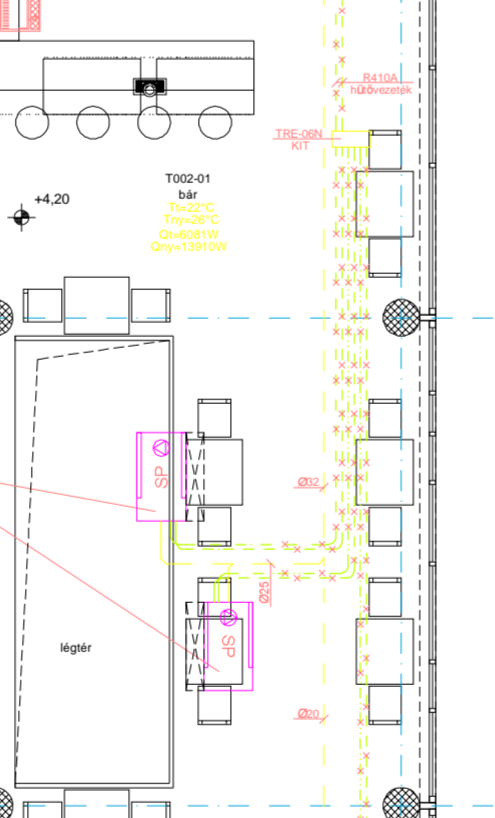 R410A
hűtővezeték
TRE-06N
KIT
T002-01
bár
Tt=22°C
Tny=26°C
Qt=6081W
Qny=13910W
+4,20
SP
Ø32
Ø25
SP
légtér
Ø20